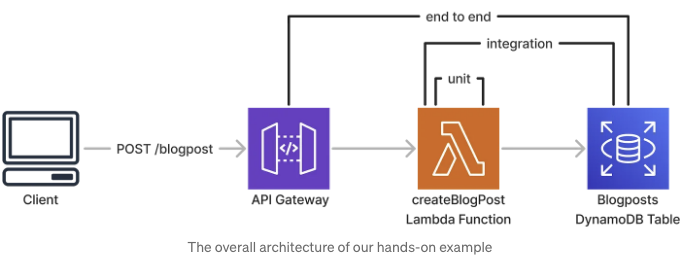 end to end
integration
unit
POST /blogpost
Client
API Gateway
createBlogPost
Lambda Function
Blogposts
DynamoDB Table
The overall architecture of our hands-on example